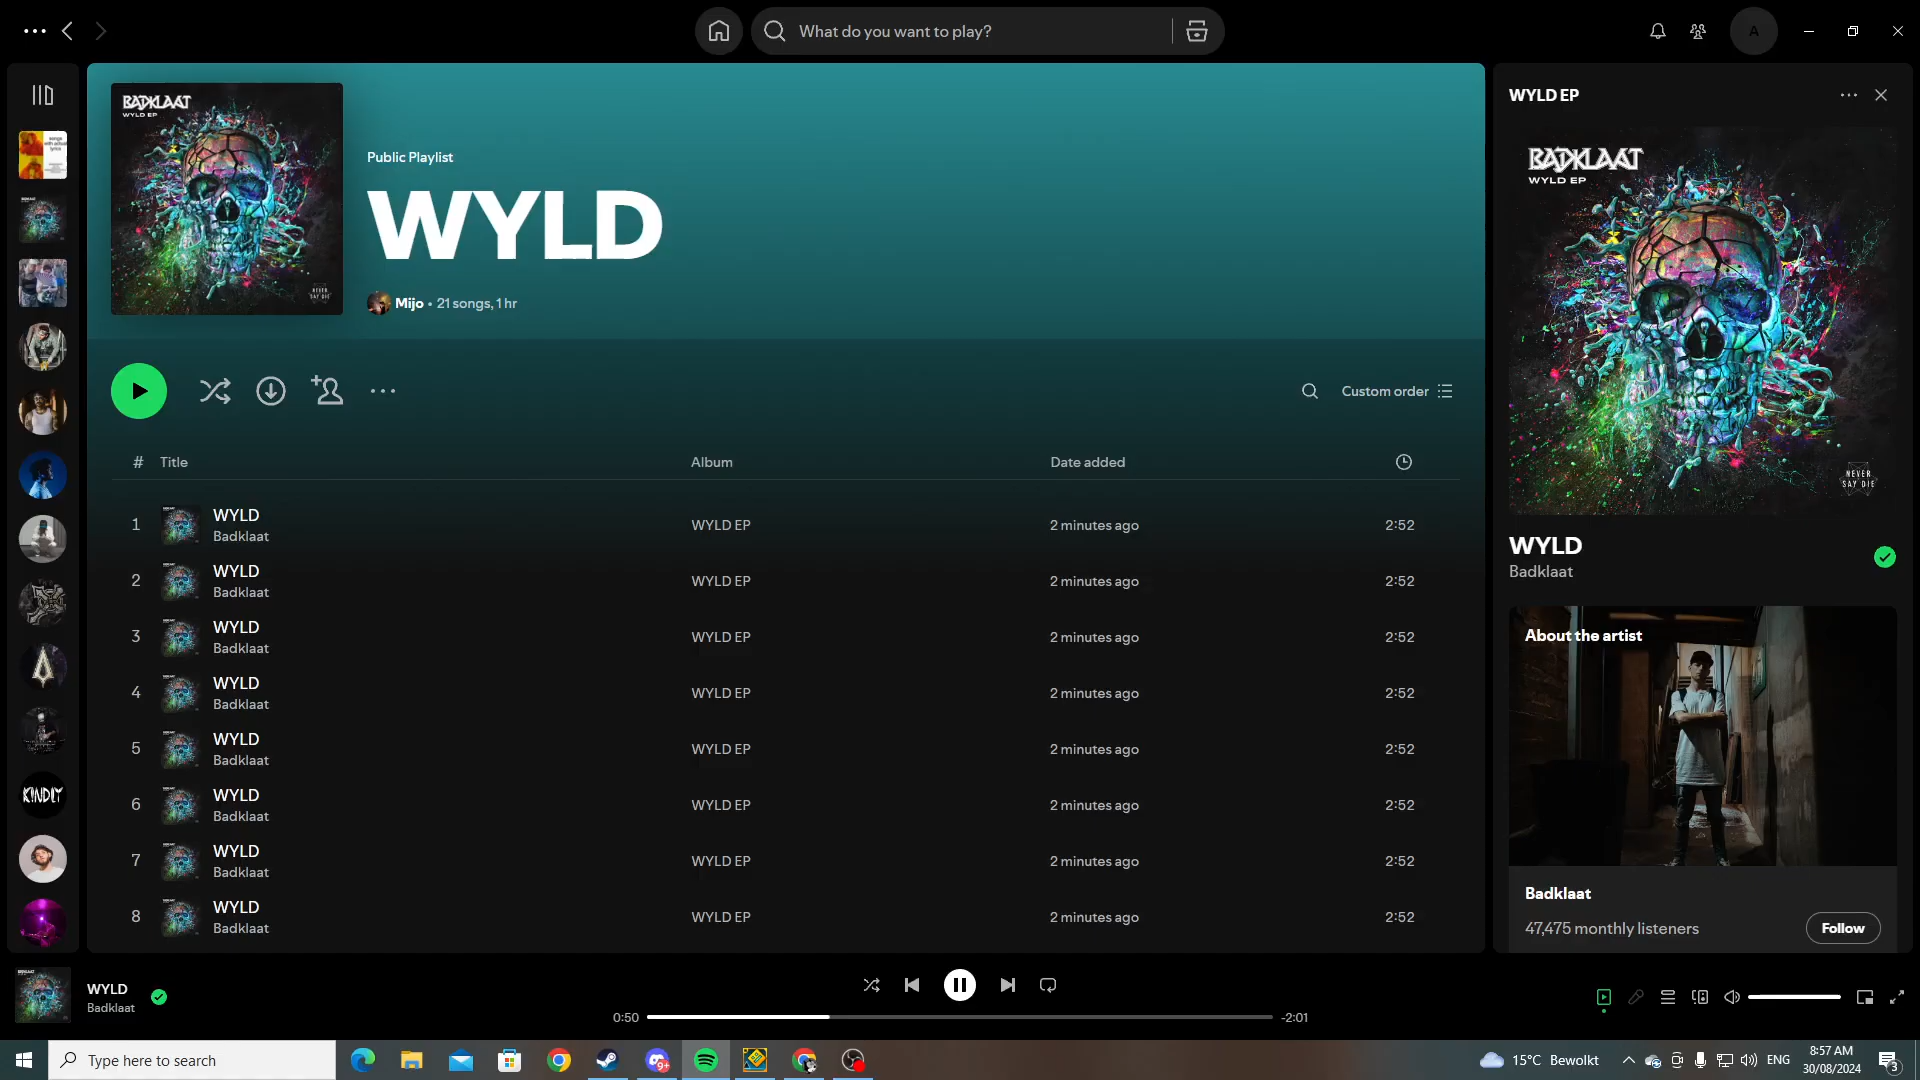 What do you want to play?
A
BADKLAAT
WYLD EP
NEVER
SAY DIE
Public Playlist
WYLD
Mijo • 21 songs, 1 hr
Custom order
# Title Album Date added
1 WYLD WYLD EP 2 minutes ago 2:52
Badklaat
2 WYLD WYLD EP 2 minutes ago 2:52
Badklaat
3 WYLD WYLD EP 2 minutes ago 2:52
Badklaat
4 WYLD WYLD EP 2 minutes ago 2:52
Badklaat
5 WYLD WYLD EP 2 minutes ago 2:52
Badklaat
6 WYLD WYLD EP 2 minutes ago 2:52
Badklaat
7 WYLD WYLD EP 2 minutes ago 2:52
Badklaat
8 WYLD WYLD EP 2 minutes ago 2:52
Badklaat
KINDLY
WYLD EP
BADKLAAT
WYLD EP
NEVER
SAY DIE
WYLD
Badklaat
About the artist
Badklaat
47,475 monthly listeners
Follow
WYLD
Badklaat
0:50 -2:01
Type here to search
9+
15°C Bewolkt
ENG
8:57 AM
30/08/2024
3